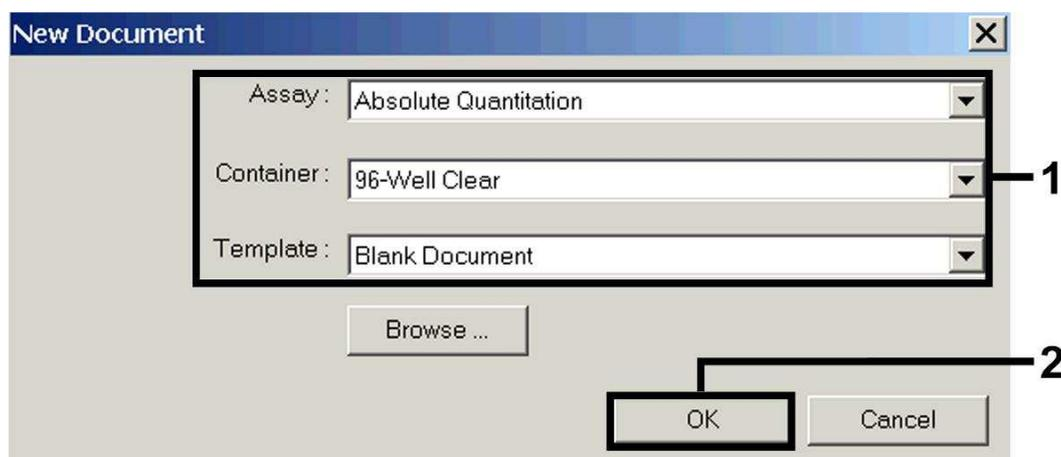 New Document
Assay: Absolute Quantitation
Container: 96-Well Clear
1
Template: Blank Document
Browse ...
2
OK Cancel